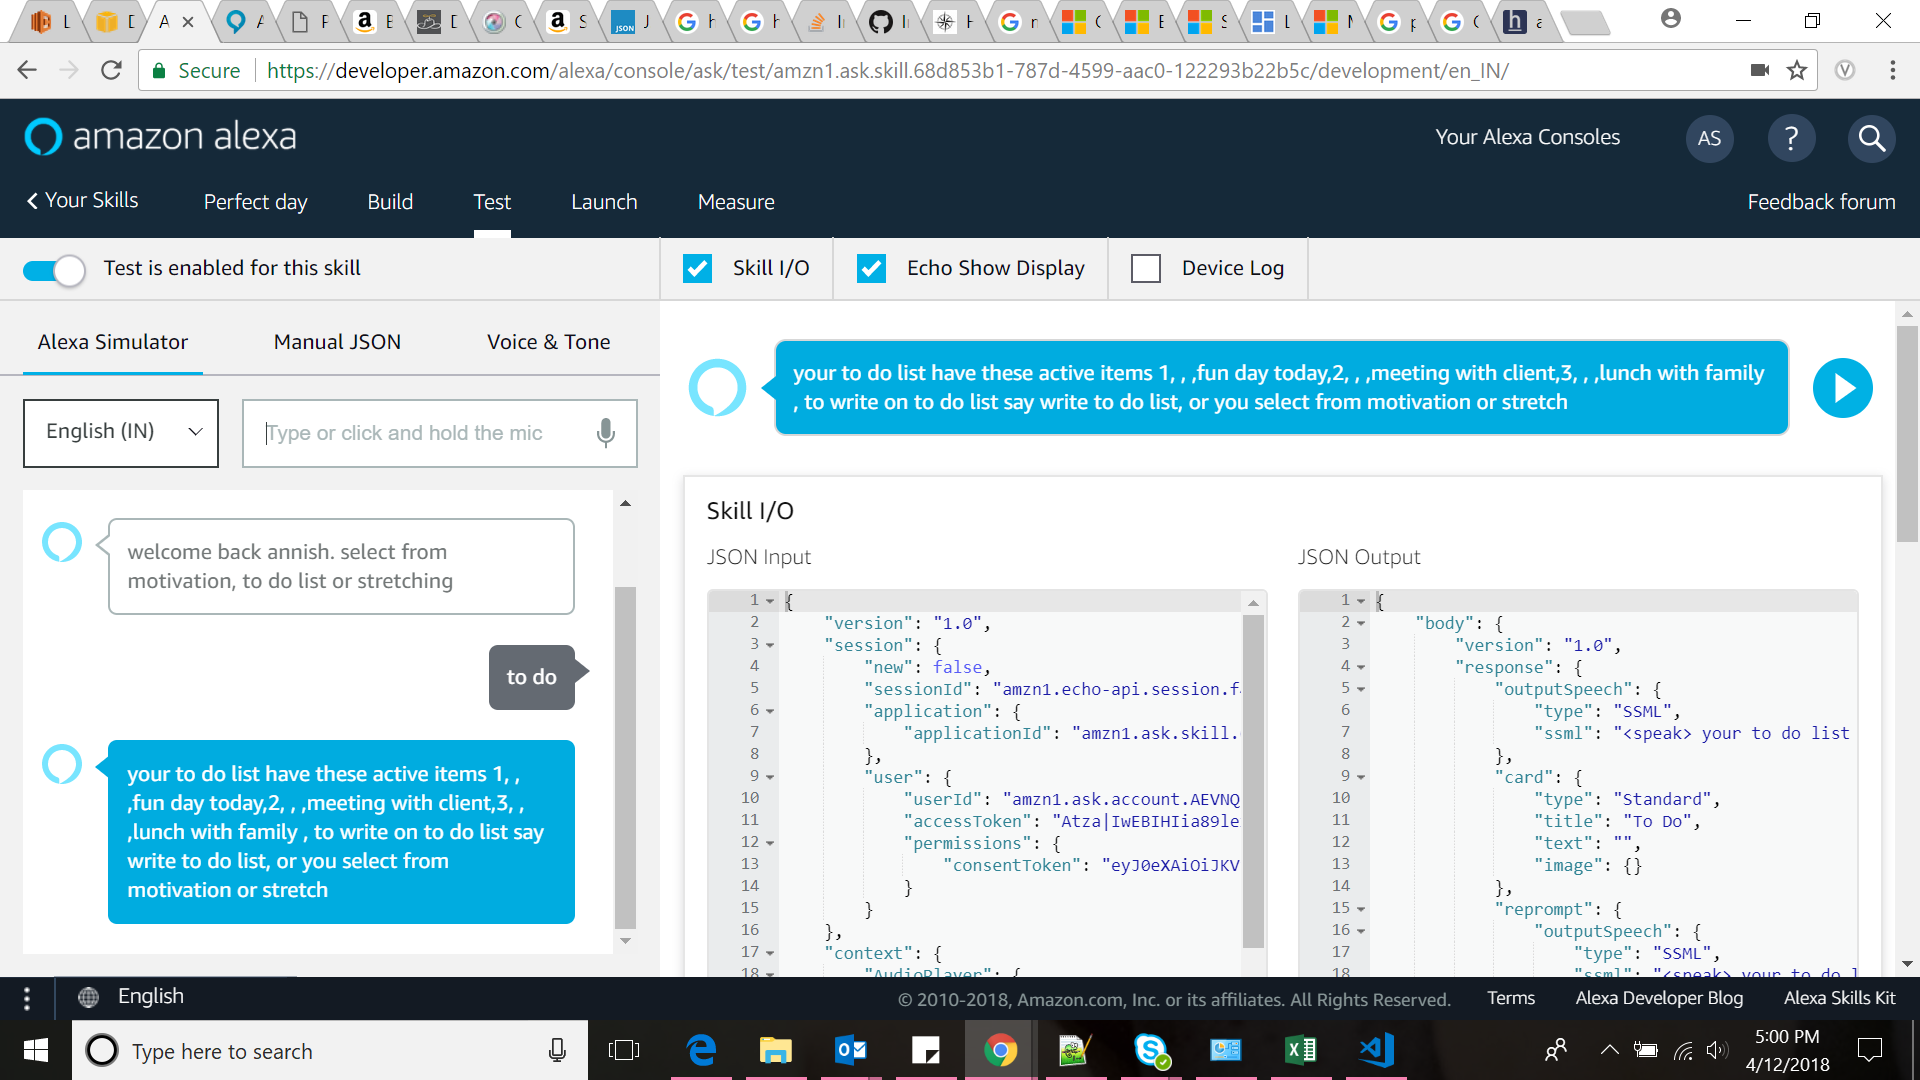 L
D
A
A
F
E
D
C
S
J
h
h
In
In
H
m
C
E
S
L
M
p
C
a
Secure
https://developer.amazon.com/alexa/console/ask/test/amzn1.ask.skill.68d853b1-787d-4599-aac0-122293b22b5c/development/en_IN/
amazon alexa
Your Alexa Consoles
AS
?
Your Skills
Perfect day
Build
Test
Launch
Measure
Feedback forum
Test is enabled for this skill
Skill I/O
Echo Show Display
Device Log
Alexa Simulator
Manual JSON
Voice & Tone
English (IN)
Type or click and hold the mic
welcome back annish. select from
motivation, to do list or stretching
to do
your to do list have these active items 1, ,
,fun day today,2, , ,meeting with client,3, ,
,lunch with family , to write on to do list say
write to do list, or you select from
motivation or stretch
your to do list have these active items 1, , ,fun day today,2, , ,meeting with client,3, , ,lunch with family
, to write on to do list say write to do list, or you select from motivation or stretch
Skill I/O
JSON Input
1 {
2 "version": "1.0",
3 "session": {
4 "new": false,
5 "sessionId": "amzn1.echo-api.session.f
6 "application": {
7 "applicationId": "amzn1.ask.skill.
8 },
9 "user": {
10 "userId": "amzn1.ask.account.AEVNQ
11 "accessToken": "Atza|IwEBIHIia89le
12 "permissions": {
13 "consentToken": "eyJ0eXAiOiJKV
14 }
15 }
16 },
17 "context": {
18 "AudioPlayer": {
JSON Output
1 {
2 "body": {
3 "version": "1.0",
4 "response": {
5 "outputSpeech": {
6 "type": "SSML",
7 "ssml": "<speak> your to do list
8 },
9 "card": {
10 "type": "Standard",
11 "title": "To Do",
12 "text": "",
13 "image": {}
14 },
15 "reprompt": {
16 "outputSpeech": {
17 "type": "SSML",
18 "ssml": "<speak> your to do l
English
© 2010-2018, Amazon.com, Inc. or its affiliates. All Rights Reserved.
Terms
Alexa Developer Blog
Alexa Skills Kit
Type here to search
5:00 PM
4/12/2018